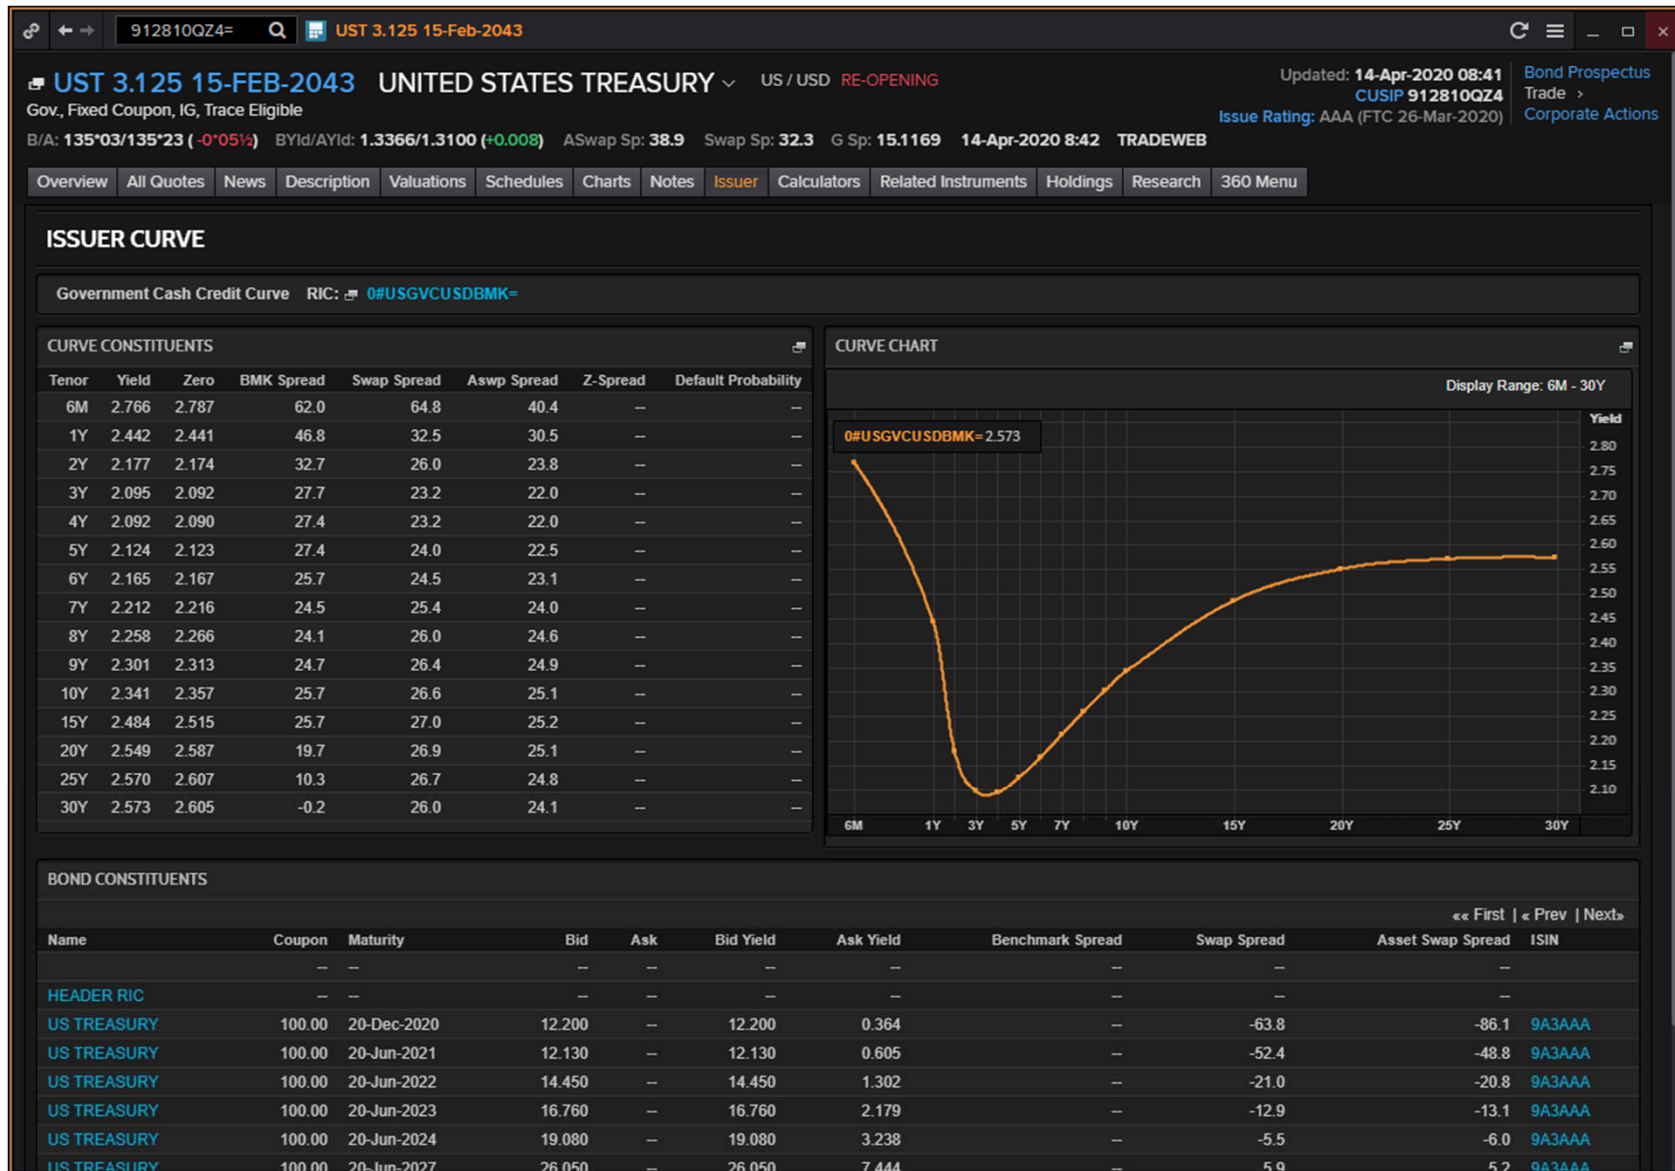 912810QZ4= UST 3.125 15-Feb-2043
UST 3.125 15-FEB-2043 UNITED STATES TREASURY US / USD RE-OPENING
Gov., Fixed Coupon, IG, Trace Eligible
B/A: 135*03/135*23 ( -0*05½) BYld/AYld: 1.3366/1.3100 (+0.008) ASwap Sp: 38.9 Swap Sp: 32.3 G Sp: 15.1169 14-Apr-2020 8:42 TRADEWEB
Updated: 14-Apr-2020 08:41
CUSIP 912810QZ4
Issue Rating: AAA (FTC 26-Mar-2020)
Bond Prospectus
Trade >
Corporate Actions
Overview All Quotes News Description Valuations Schedules Charts Notes Issuer Calculators Related Instruments Holdings Research 360 Menu
ISSUER CURVE
Government Cash Credit Curve RIC: 0#USGVCUSDBMK=
CURVE CONSTITUENTS
Tenor Yield Zero BMK Spread Swap Spread Aswp Spread Z-Spread Default Probability
6M 2.766 2.787 62.0 64.8 40.4 -- --
1Y 2.442 2.441 46.8 32.5 30.5 -- --
2Y 2.177 2.174 32.7 26.0 23.8 -- --
3Y 2.095 2.092 27.7 23.2 22.0 -- --
4Y 2.092 2.090 27.4 23.2 22.0 -- --
5Y 2.124 2.123 27.4 24.0 22.5 -- --
6Y 2.165 2.167 25.7 24.5 23.1 -- --
7Y 2.212 2.216 24.5 25.4 24.0 -- --
8Y 2.258 2.266 24.1 26.0 24.6 -- --
9Y 2.301 2.313 24.7 26.4 24.9 -- --
10Y 2.341 2.357 25.7 26.6 25.1 -- --
15Y 2.484 2.515 25.7 27.0 25.2 -- --
20Y 2.549 2.587 19.7 26.9 25.1 -- --
25Y 2.570 2.607 10.3 26.7 24.8 -- --
30Y 2.573 2.605 -0.2 26.0 24.1 -- --
CURVE CHART
Display Range: 6M - 30Y
Yield
0#USGVCUSDBMK= 2.573
2.80
2.75
2.70
2.65
2.60
2.55
2.50
2.45
2.40
2.35
2.30
2.25
2.20
2.15
2.10
6M 1Y 3Y 5Y 7Y 10Y 15Y 20Y 25Y 30Y
BOND CONSTITUENTS
«« First | « Prev | Next»
Name Coupon Maturity Bid Ask Bid Yield Ask Yield Benchmark Spread Swap Spread Asset Swap Spread ISIN
-- -- -- -- -- -- -- -- --
HEADER RIC -- -- -- -- -- -- -- -- --
US TREASURY 100.00 20-Dec-2020 12.200 -- 12.200 0.364 -- -63.8 -86.1 9A3AAA
US TREASURY 100.00 20-Jun-2021 12.130 -- 12.130 0.605 -- -52.4 -48.8 9A3AAA
US TREASURY 100.00 20-Jun-2022 14.450 -- 14.450 1.302 -- -21.0 -20.8 9A3AAA
US TREASURY 100.00 20-Jun-2023 16.760 -- 16.760 2.179 -- -12.9 -13.1 9A3AAA
US TREASURY 100.00 20-Jun-2024 19.080 -- 19.080 3.238 -- -5.5 -6.0 9A3AAA
US TREASURY 100.00 20-Jun-2027 26.050 -- 26.050 7.444 -- 5.9 5.2 9A3AAA